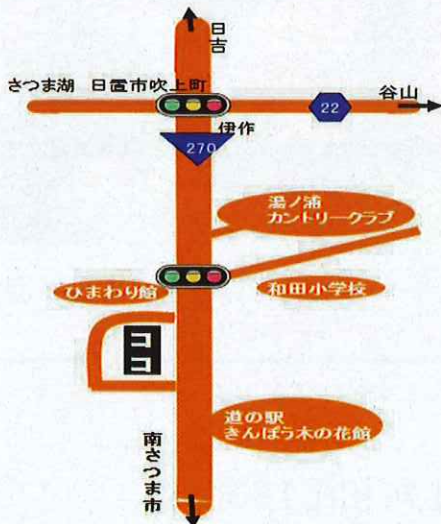 日吉
さつま湖 日置市吹上町
谷山
22
伊作
270
湯ノ浦
カントリークラブ
ひまわり館
和田小学校
ココ
道の駅
きんぽう木の花館
南さつま市